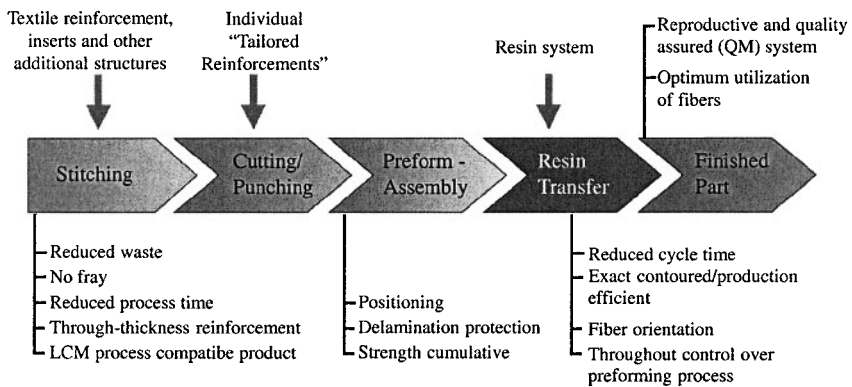 Textile reinforcement,
inserts and other
additional structures
Individual
“Tailored
Reinforcements”
Resin system
Reproductive and quality
assured (QM) system
Optimum utilization
of fibers
Stitching
Cutting/
Punching
Preform -
Assembly
Resin
Transfer
Finished
Part
Reduced waste
No fray
Reduced process time
Through-thickness reinforcement
LCM process compatibe product
Positioning
Delamination protection
Strength cumulative
Reduced cycle time
Exact contoured/production
efficient
Fiber orientation
Throughout control over
preforming process